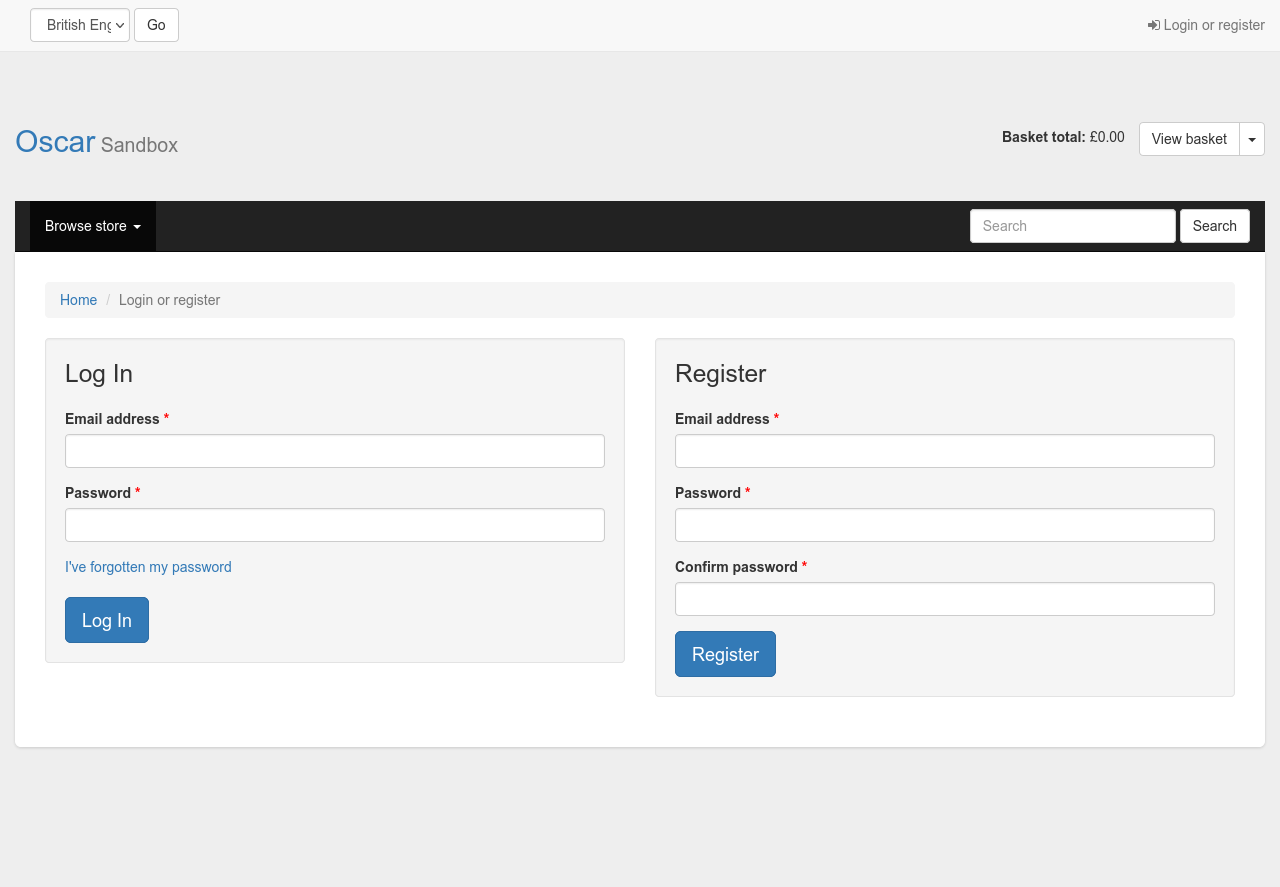 British Eng Go Login or register
Oscar Sandbox
Basket total: £0.00 View basket
Browse store Search Search
Home / Login or register
Log In
Email address *
Password *
I've forgotten my password
Log In
Register
Email address *
Password *
Confirm password *
Register